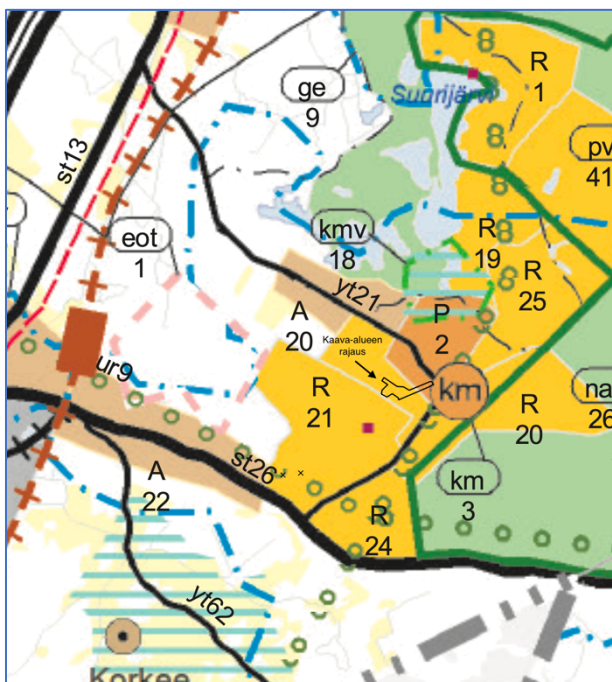 R
1
ge
9
Suurijärvi
pv
41
st13
eot
1
kmv
18
R
19
R
25
yt21
A
20
P
2
Kaava-alueen
rajaus
ur9
km
R
21
R
20
na
26
st26
A
22
km
3
R
24
yt62
Korkee